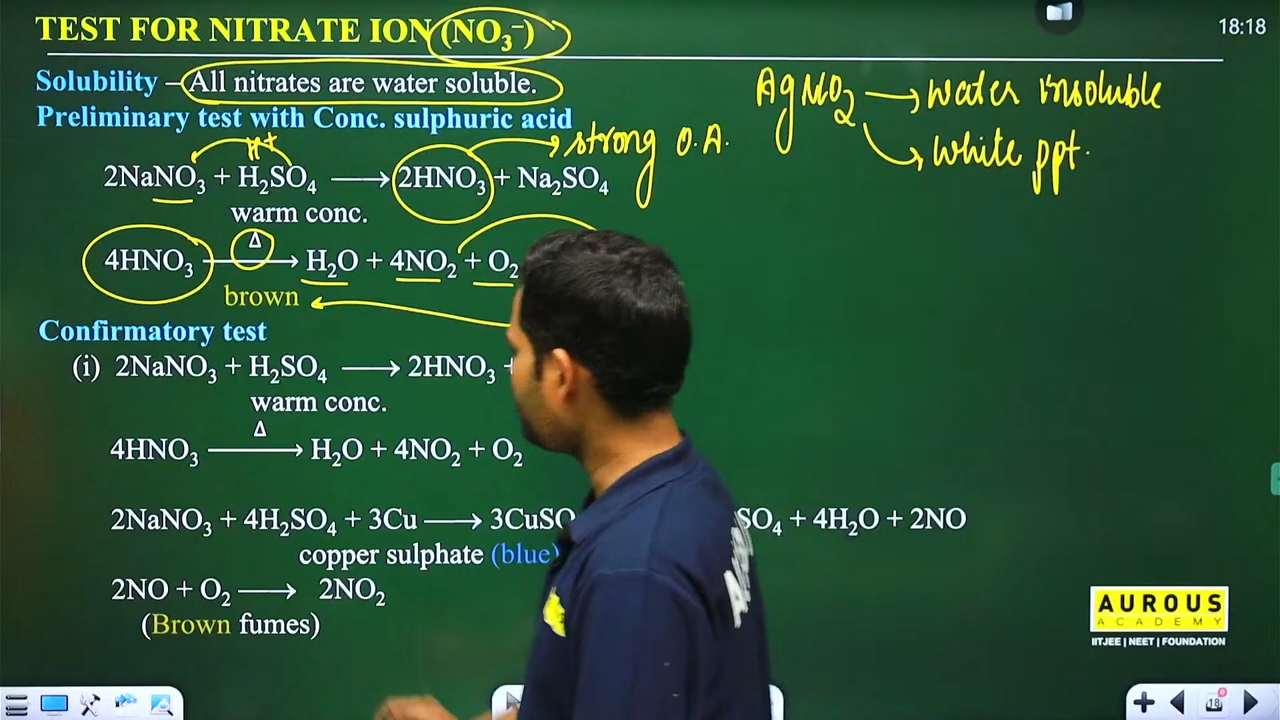 TEST FOR NITRATE ION (NO₃⁻)
18:18
Solubility – All nitrates are water soluble.
AgNO₂ → water insoluble
→ white ppt.
Preliminary test with Conc. sulphuric acid
H⁺
→ strong O.A.
2NaNO₃ + H₂SO₄ ⟶ 2HNO₃ + Na₂SO₄
warm conc.
Δ
4HNO₃ ⟶ H₂O + 4NO₂ + O₂
brown
Confirmatory test
(i) 2NaNO₃ + H₂SO₄ ⟶ 2HNO₃ +
warm conc.
Δ
4HNO₃ ⟶ H₂O + 4NO₂ + O₂
2NaNO₃ + 4H₂SO₄ + 3Cu ⟶ 3CuSO SO₄ + 4H₂O + 2NO
copper sulphate (blue)
2NO + O₂ ⟶ 2NO₂
(Brown fumes)
AUROUS
ACADEMY
IITJEE | NEET | FOUNDATION
18